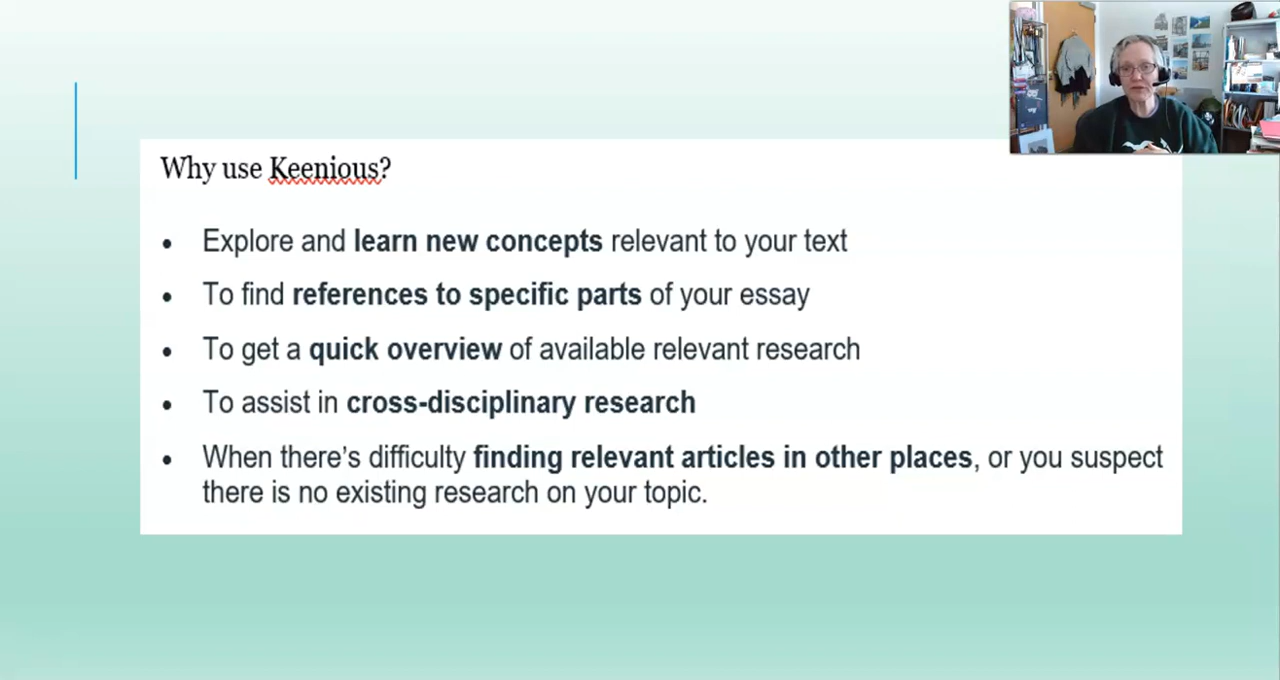 Why use Keenious?
• Explore and learn new concepts relevant to your text
• To find references to specific parts of your essay
• To get a quick overview of available relevant research
• To assist in cross-disciplinary research
• When there’s difficulty finding relevant articles in other places, or you suspect
there is no existing research on your topic.